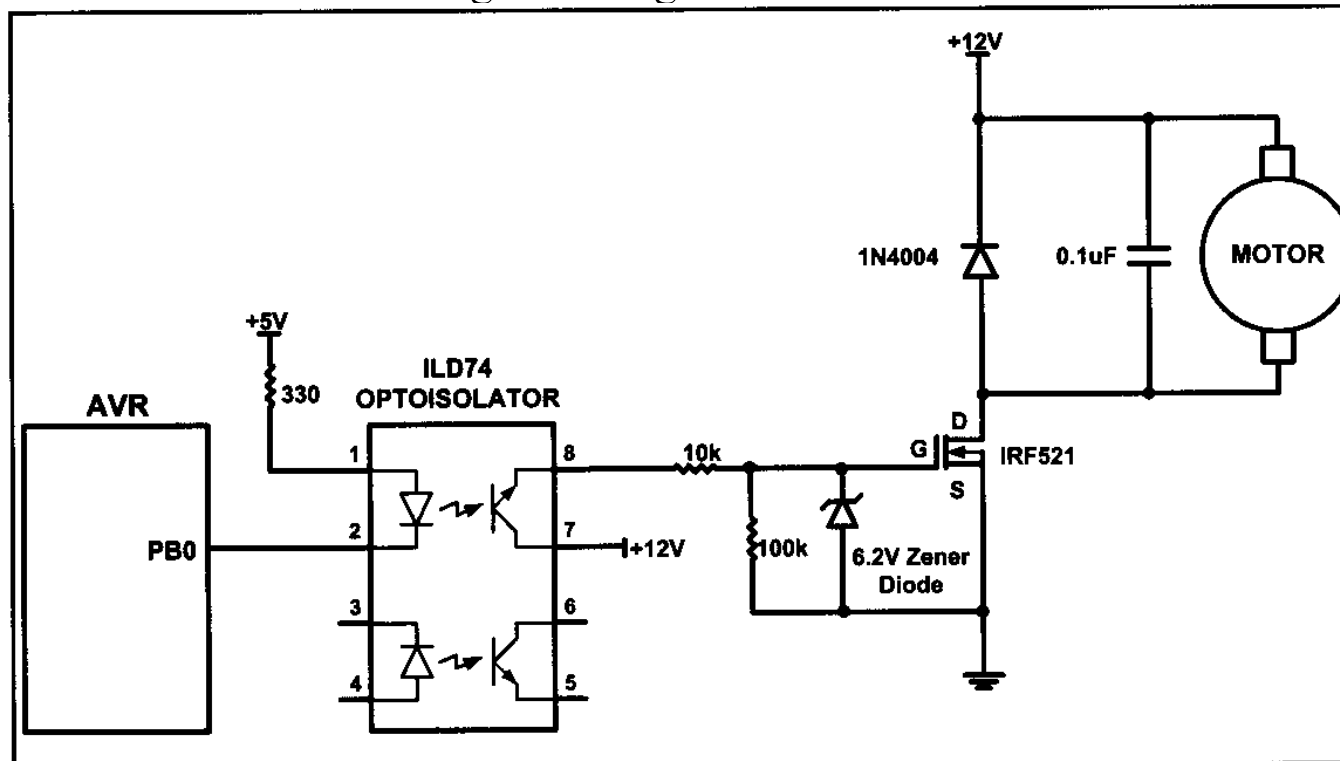 +12V
1N4004
0.1uF
MOTOR
+5V
330
ILD74
OPTOISOLATOR
AVR
PB0
1
2
3
4
8
7
6
5
+12V
10k
100k
6.2V Zener
Diode
G
D
S
IRF521